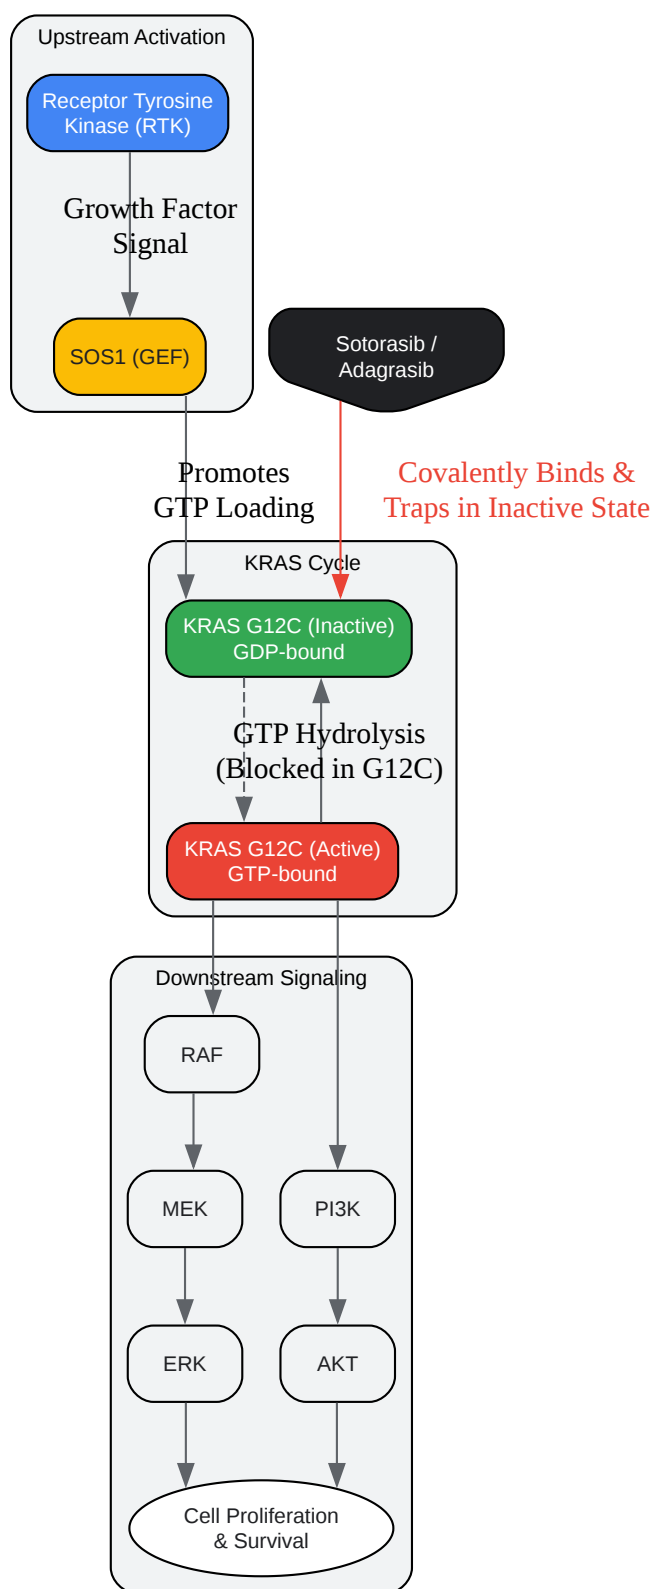 Upstream Activation
Receptor Tyrosine
Kinase (RTK)
Growth Factor
Signal
SOS1 (GEF)
Sotorasib /
Adagrasib
Promotes
GTP Loading
Covalently Binds &
Traps in Inactive State
KRAS Cycle
KRAS G12C (Inactive)
GDP-bound
GTP Hydrolysis
(Blocked in G12C)
KRAS G12C (Active)
GTP-bound
Downstream Signaling
RAF
MEK
PI3K
ERK
AKT
Cell Proliferation
& Survival